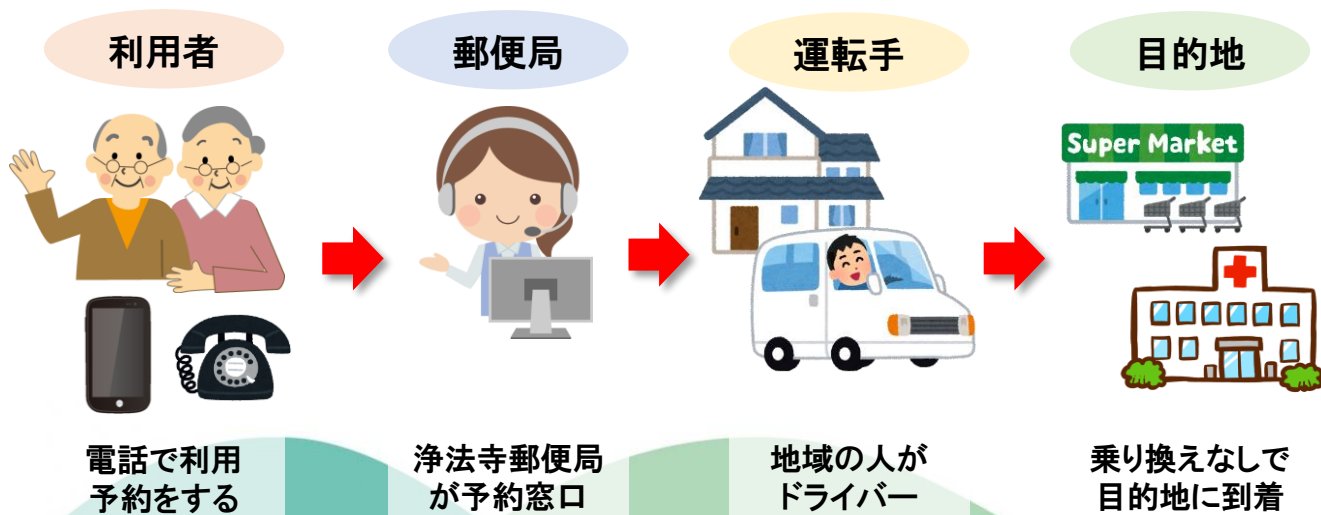 利用者
郵便局
運転手
目的地
Super Market
電話で利用
予約をする
浄法寺郵便局
が予約窓口
地域の人が
ドライバー
乗り換えなしで
目的地に到着